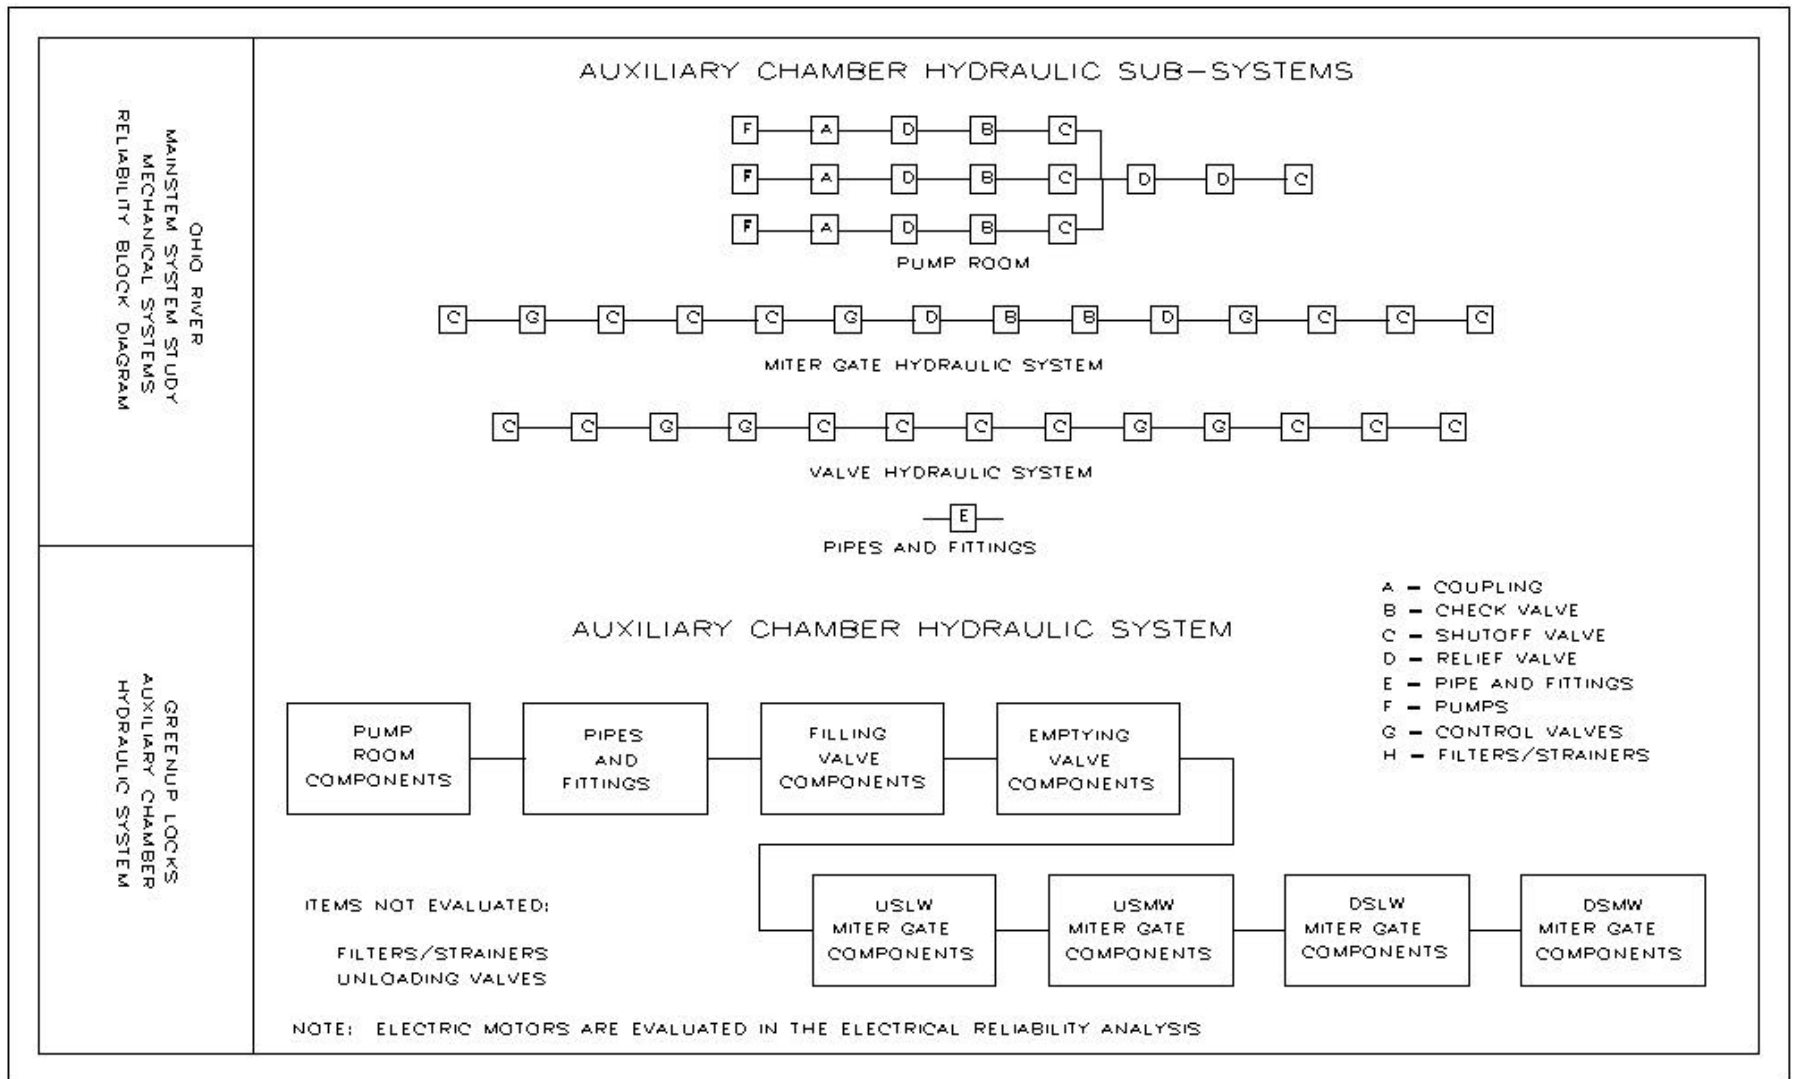 OHIO RIVER
MAINSTEM SYSTEM STUDY
MECHANICAL SYSTEMS
RELIABILITY BLOCK DIAGRAM
GREENUP LOCKS
AUXILIARY CHAMBER
HYDRAULIC SYSTEM
AUXILIARY CHAMBER HYDRAULIC SUB-SYSTEMS
F A D B C
F A D B C D D C
F A D B C
PUMP ROOM
C G C C C G D B B D G C C C
MITER GATE HYDRAULIC SYSTEM
C C G G C C C C G G C C C
VALVE HYDRAULIC SYSTEM
E
PIPES AND FITTINGS
A - COUPLING
B - CHECK VALVE
C - SHUTOFF VALVE
D - RELIEF VALVE
E - PIPE AND FITTINGS
F - PUMPS
G - CONTROL VALVES
H - FILTERS/STRAINERS
AUXILIARY CHAMBER HYDRAULIC SYSTEM
PUMP
ROOM
COMPONENTS
PIPES
AND
FITTINGS
FILLING
VALVE
COMPONENTS
EMPTYING
VALVE
COMPONENTS
USLW
MITER GATE
COMPONENTS
USMW
MITER GATE
COMPONENTS
DSLW
MITER GATE
COMPONENTS
DSMW
MITER GATE
COMPONENTS
ITEMS NOT EVALUATED:
FILTERS/STRAINERS
UNLOADING VALVES
NOTE: ELECTRIC MOTORS ARE EVALUATED IN THE ELECTRICAL RELIABILITY ANALYSIS